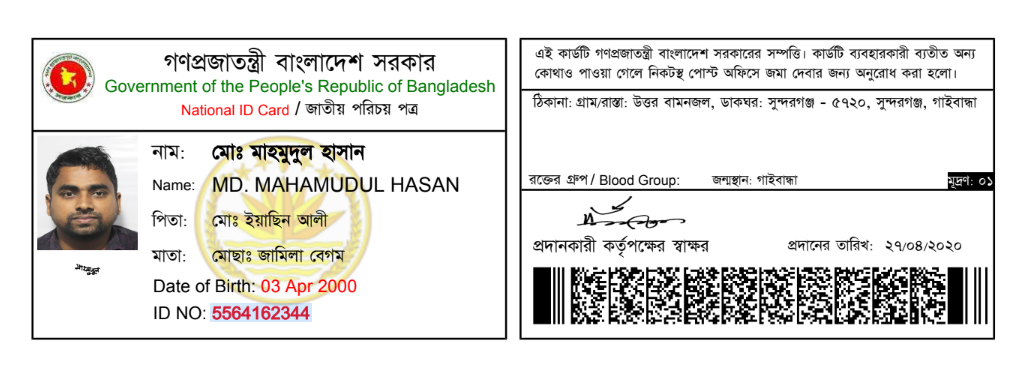 গণপ্রজাতন্ত্রী বাংলাদেশ সরকার
Government of the People's Republic of Bangladesh
National ID Card / জাতীয় পরিচয় পত্র
নাম: মোঃ মাহমুদুল হাসান
Name: MD. MAHAMUDUL HASAN
পিতা: মোঃ ইয়াছিন আলী
মাতা: মোছাঃ জামিলা বেগম
Date of Birth: 03 Apr 2000
ID NO: 5564162344
এই কার্ডটি গণপ্রজাতন্ত্রী বাংলাদেশ সরকারের সম্পত্তি। কার্ডটি ব্যবহারকারী ব্যতীত অন্য
কোথাও পাওয়া গেলে নিকটস্থ পোস্ট অফিসে জমা দেবার জন্য অনুরোধ করা হলো।
ঠিকানা: গ্রাম/রাস্তা: উত্তর বামনজল, ডাকঘর: সুন্দরগঞ্জ - ৫৭২০, সুন্দরগঞ্জ, গাইবান্ধা
রক্তের গ্রুপ / Blood Group: জন্মস্থান: গাইবান্ধা মূদ্রণ: ০১
প্রদানকারী কর্তৃপক্ষের স্বাক্ষর প্রদানের তারিখ: ২৭/০৪/২০২০